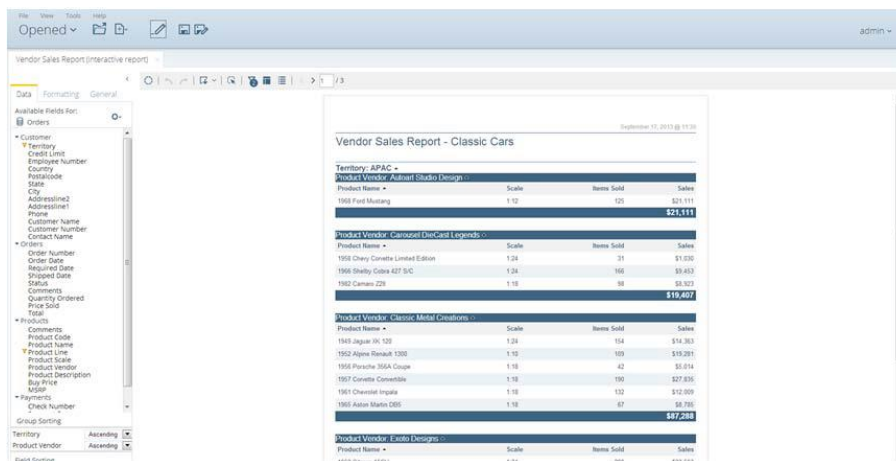 File View Tools Help
Opened
admin
Vendor Sales Report (interactive report)
1 / 3
Data Formatting General
Available Fields For:
Orders
Customer
Territory
Credit Limit
Employee Number
Country
Postalcode
State
City
Addressline2
Addressline1
Phone
Customer Name
Customer Number
Contact Name
Orders
Order Number
Order Date
Required Date
Shipped Date
Status
Comments
Quantity Ordered
Price Sold
Total
Products
Comments
Product Code
Product Name
Product Line
Product Scale
Product Vendor
Product Description
Buy Price
MSRP
Payments
Check Number
Group Sorting
Territory Ascending
Product Vendor Ascending
Field Sorting
September 17, 2013 @
Vendor Sales Report - Classic Cars
Territory: APAC
Product Vendor: Autoart Studio Design
Product Name Scale Items Sold Sales
1968 Ford Mustang 1:12 125 $21,111
$21,111
Product Vendor: Carousel DieCast Legends
Product Name Scale Items Sold Sales
1958 Chevy Corvette Limited Edition 1:24 31 $1,030
1966 Shelby Cobra 427 S/C 1:24 166 $9,453
1982 Camaro Z28 1:18 98 $8,923
$19,407
Product Vendor: Classic Metal Creations
Product Name Scale Items Sold Sales
1949 Jaguar XK 120 1:24 154 $14,363
1952 Alpine Renault 1300 1:10 109 $19,281
1956 Porsche 356A Coupe 1:18 42 $5,014
1957 Corvette Convertible 1:18 190 $27,835
1961 Chevrolet Impala 1:18 132 $12,009
1965 Aston Martin DB5 1:18 67 $8,785
$87,288
Product Vendor: Exoto Designs
Product Name Scale Items Sold Sales